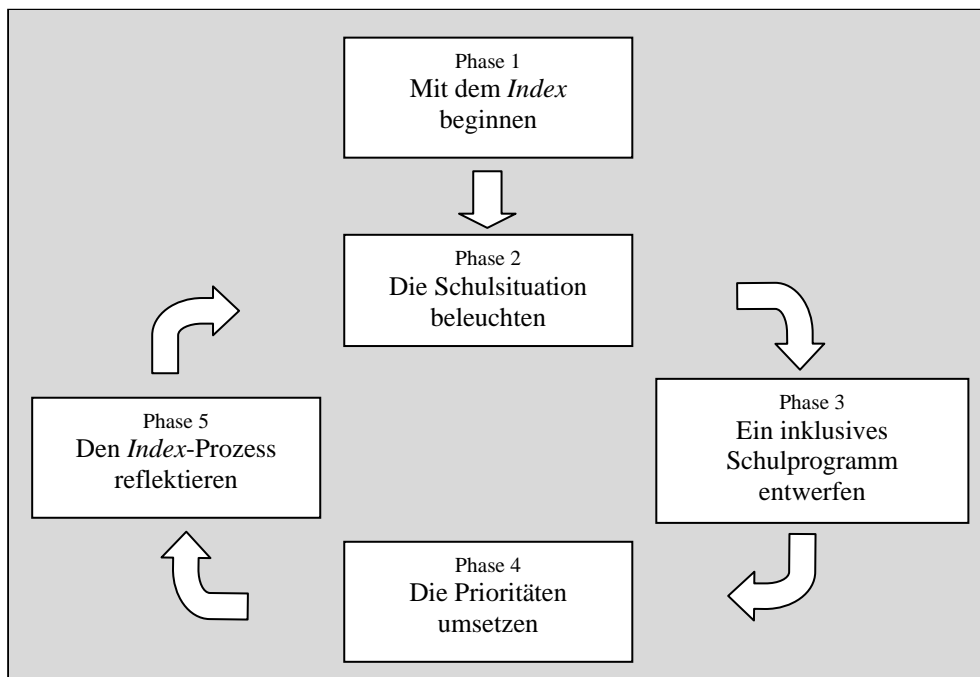 Phase 1
Mit dem Index
beginnen
Phase 2
Die Schulsituation
beleuchten
Phase 3
Ein inklusives
Schulprogramm
entwerfen
Phase 4
Die Prioritäten
umsetzen
Phase 5
Den Index-Prozess
reflektieren